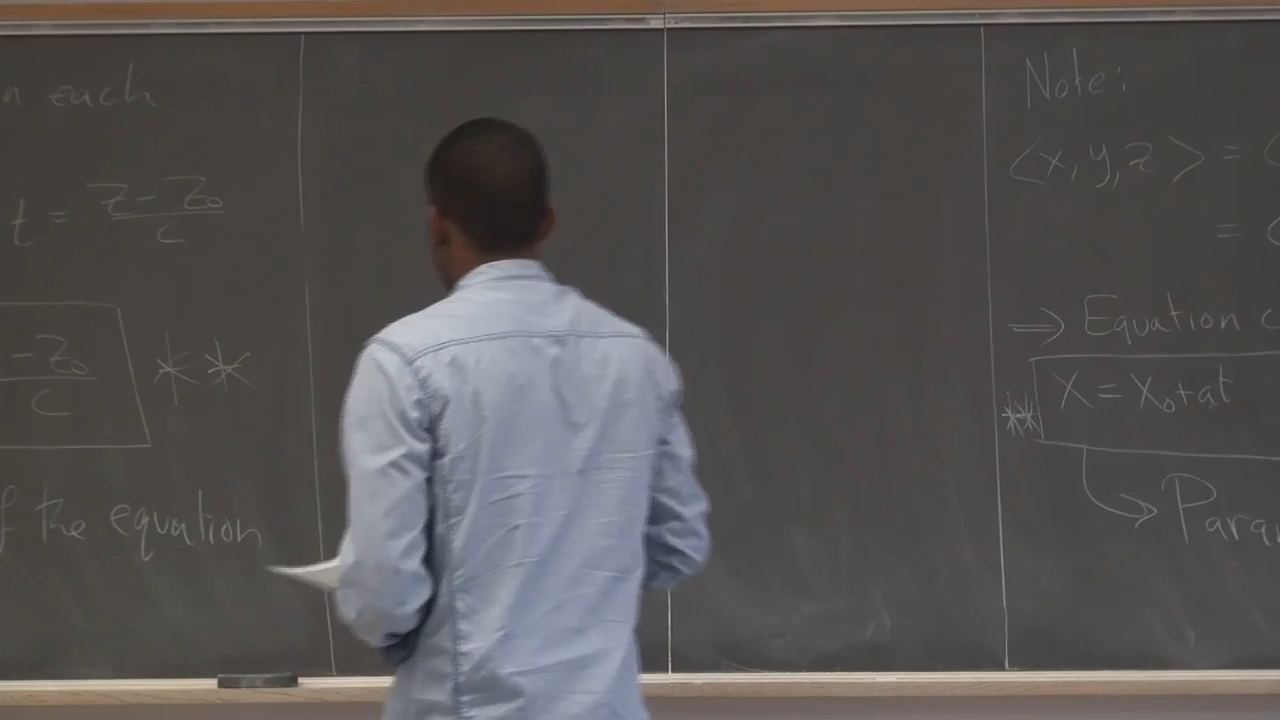 n each
t = z - z₀ / c
- z₀ / c **
f the equation
Note:
<x, y, z> = <
= <
⇒ Equation
** x = x₀ + at
Para